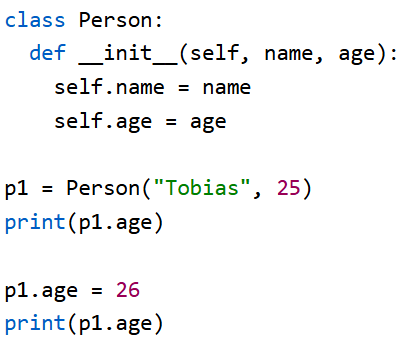 class Person:
  def __init__(self, name, age):
    self.name = name
    self.age = age

p1 = Person("Tobias", 25)
print(p1.age)

p1.age = 26
print(p1.age)